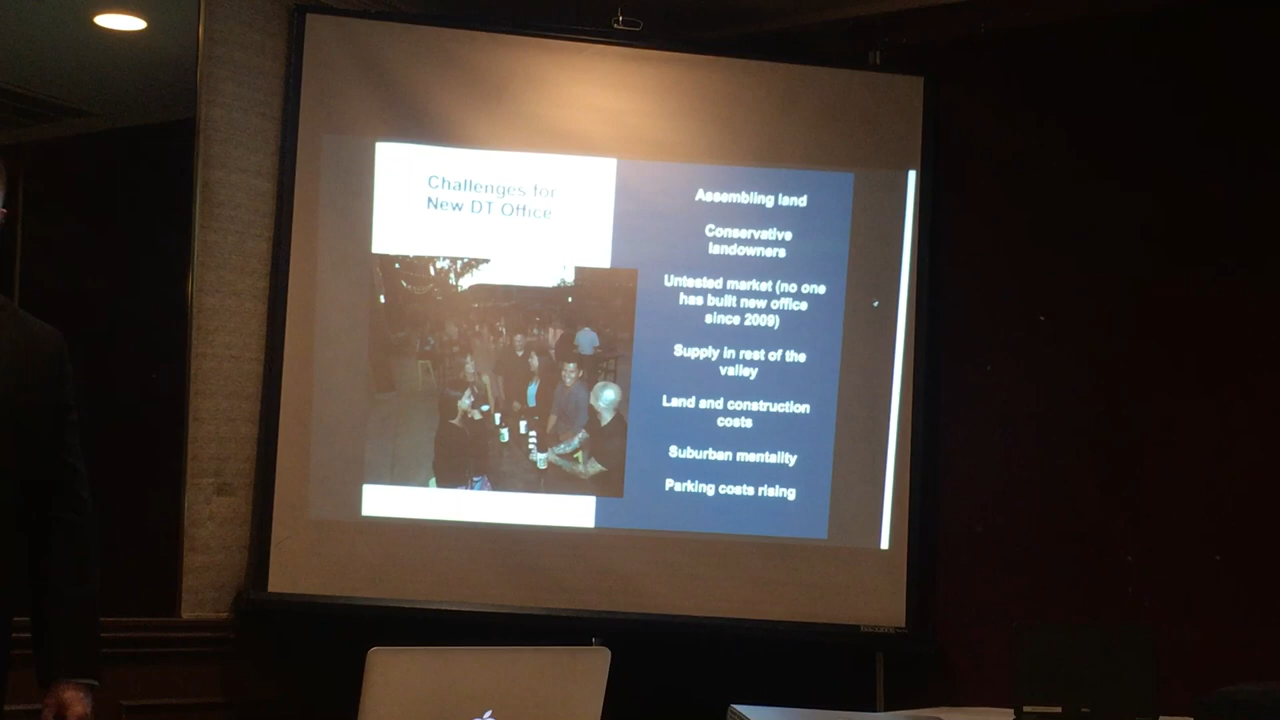 Challenges for
New DT Office
Assembling land
Conservative
landowners
Untested market (no one
has built new office
since 2009)
Supply in rest of the
valley
Land and construction
costs
Suburban mentality
Parking costs rising